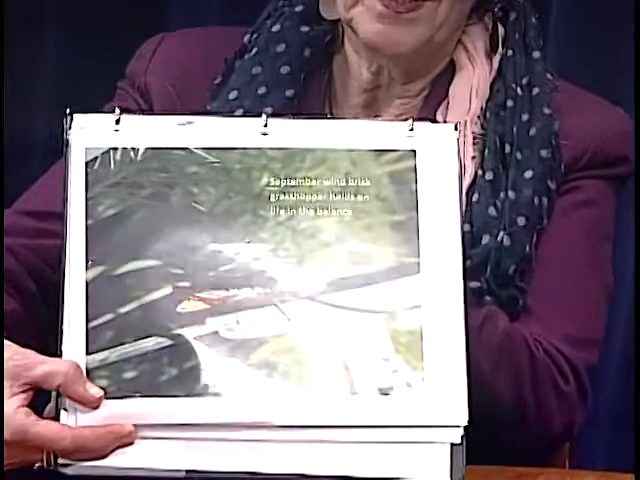 September wind brisk
grasshopper holds on
life in the balance